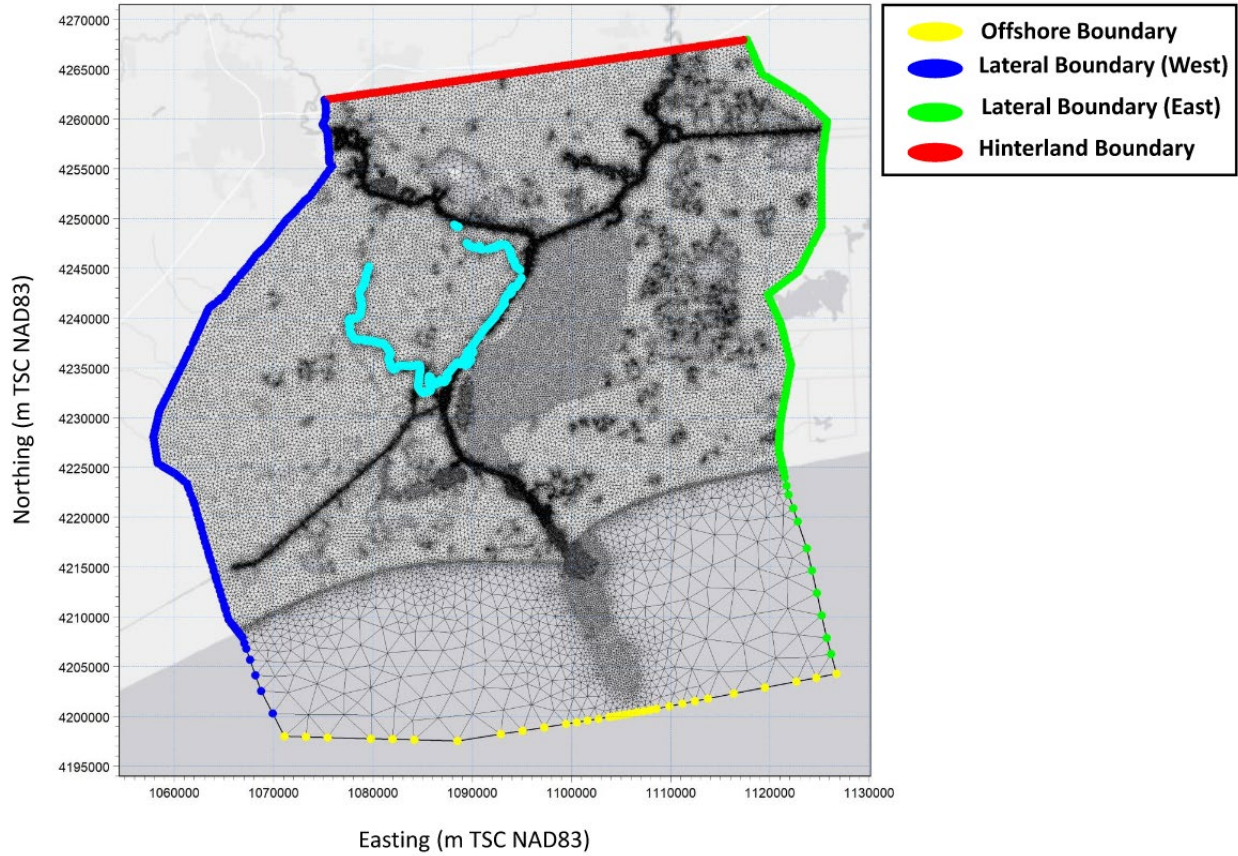 4270000
4265000
4260000
4255000
4250000
4245000
4240000
4235000
4230000
4225000
4220000
4215000
4210000
4205000
4200000
4195000
Northing (m TSC NAD83)
1060000 1070000 1080000 1090000 1100000 1110000 1120000 1130000
Easting (m TSC NAD83)
Offshore Boundary
Lateral Boundary (West)
Lateral Boundary (East)
Hinterland Boundary